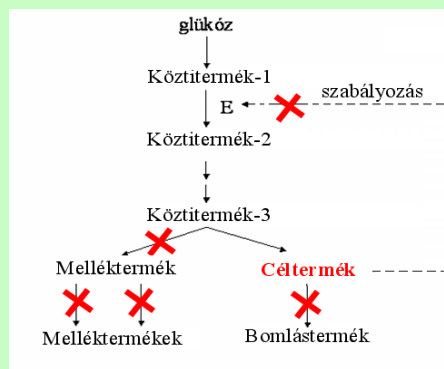 glükóz
Köztitermék-1
szabályozás
E
Köztitermék-2
Köztitermék-3
Melléktermék
Céltermék
Melléktermékek
Bomlástermék